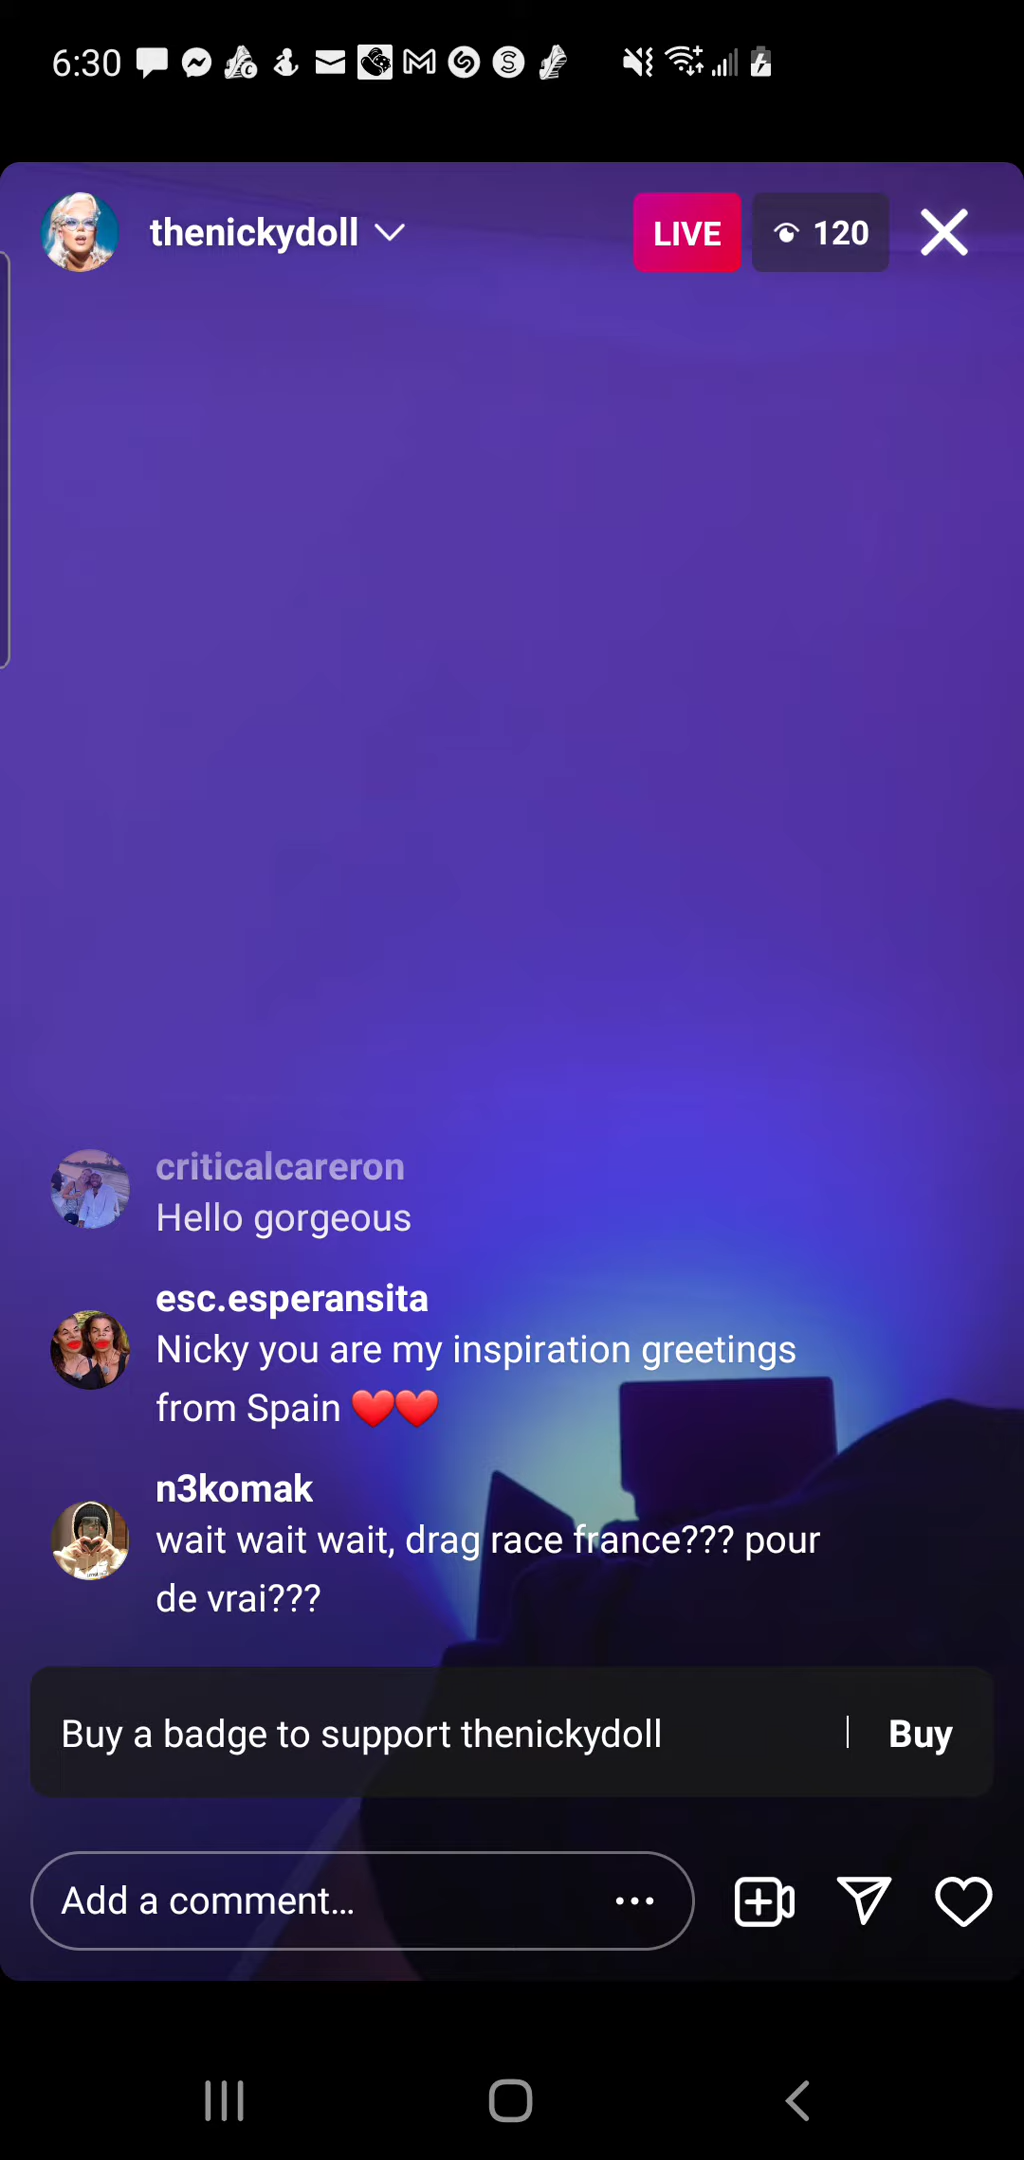 6:30
thenickydoll
LIVE
120
criticalcareron
Hello gorgeous
esc.esperansita
Nicky you are my inspiration greetings
from Spain ❤️❤️
n3komak
wait wait wait, drag race france??? pour
de vrai???
Buy a badge to support thenickydoll | Buy
Add a comment...